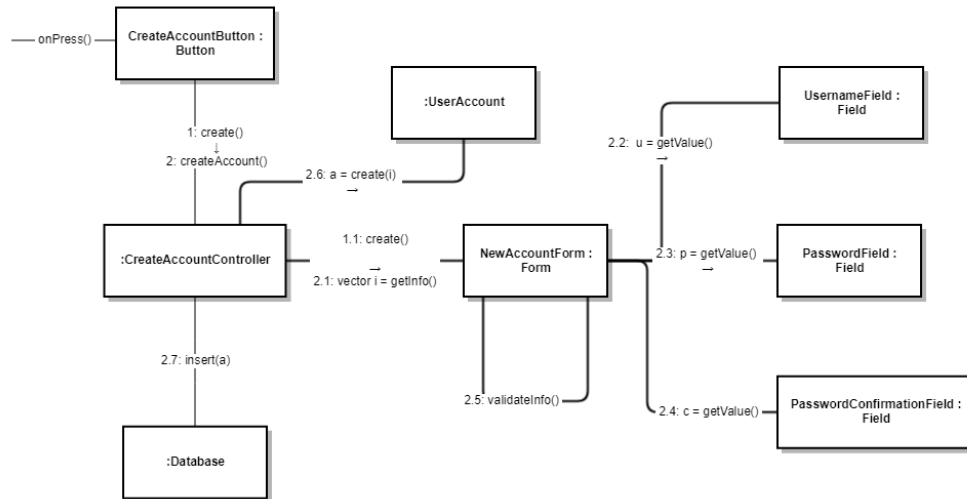 onPress()
CreateAccountButton :
Button
:UserAccount
UsernameField :
Field
1: create()
↓
2: createAccount()
2.2: u = getValue()
→
2.6: a = create(i)
→
:CreateAccountController
1.1: create()
→
2.1: vector i = getInfo()
NewAccountForm :
Form
2.3: p = getValue()
→
PasswordField :
Field
2.7: insert(a)
2.5: validateInfo()
2.4: c = getValue()
PasswordConfirmationField :
Field
:Database